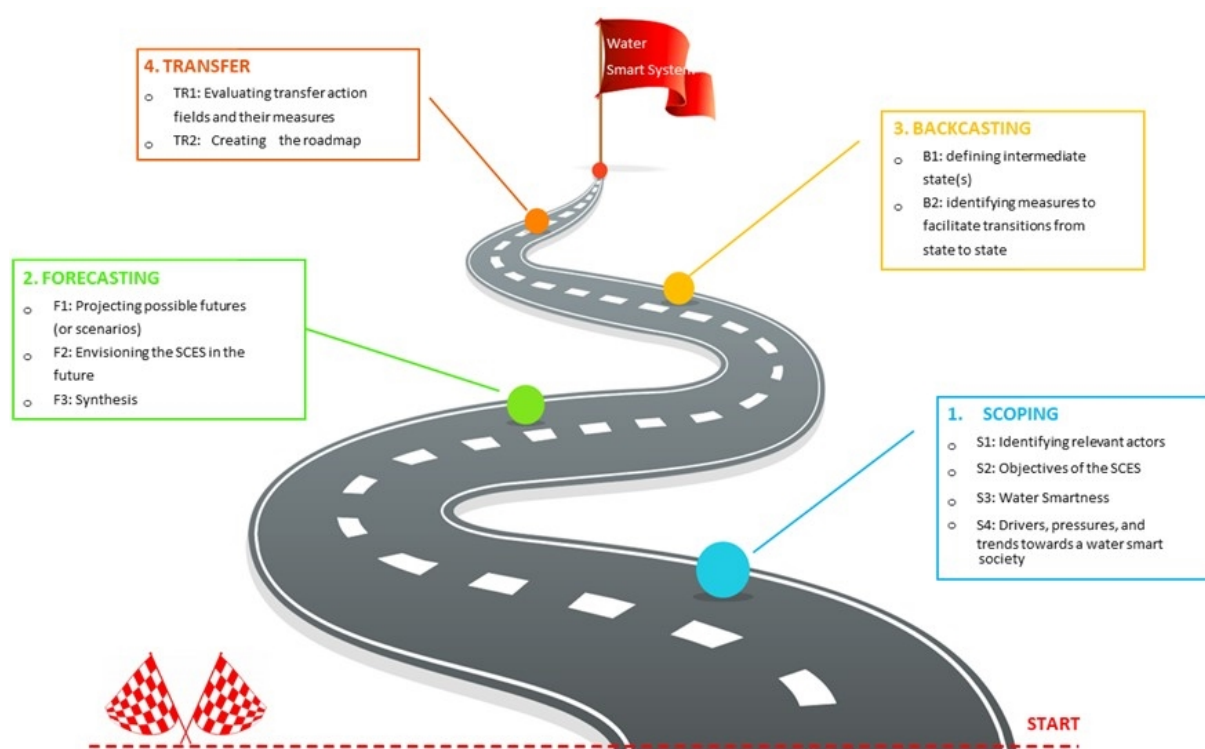 Water
Smart System
4. TRANSFER
TR1: Evaluating transfer action
fields and their measures
TR2: Creating the roadmap
3. BACKCASTING
B1: defining intermediate
state(s)
B2: identifying measures to
facilitate transitions from
state to state
2. FORECASTING
F1: Projecting possible futures
(or scenarios)
F2: Envisioning the SCES in the
future
F3: Synthesis
1. SCOPING
S1: Identifying relevant actors
S2: Objectives of the SCES
S3: Water Smartness
S4: Drivers, pressures, and
trends towards a water smart
society
START